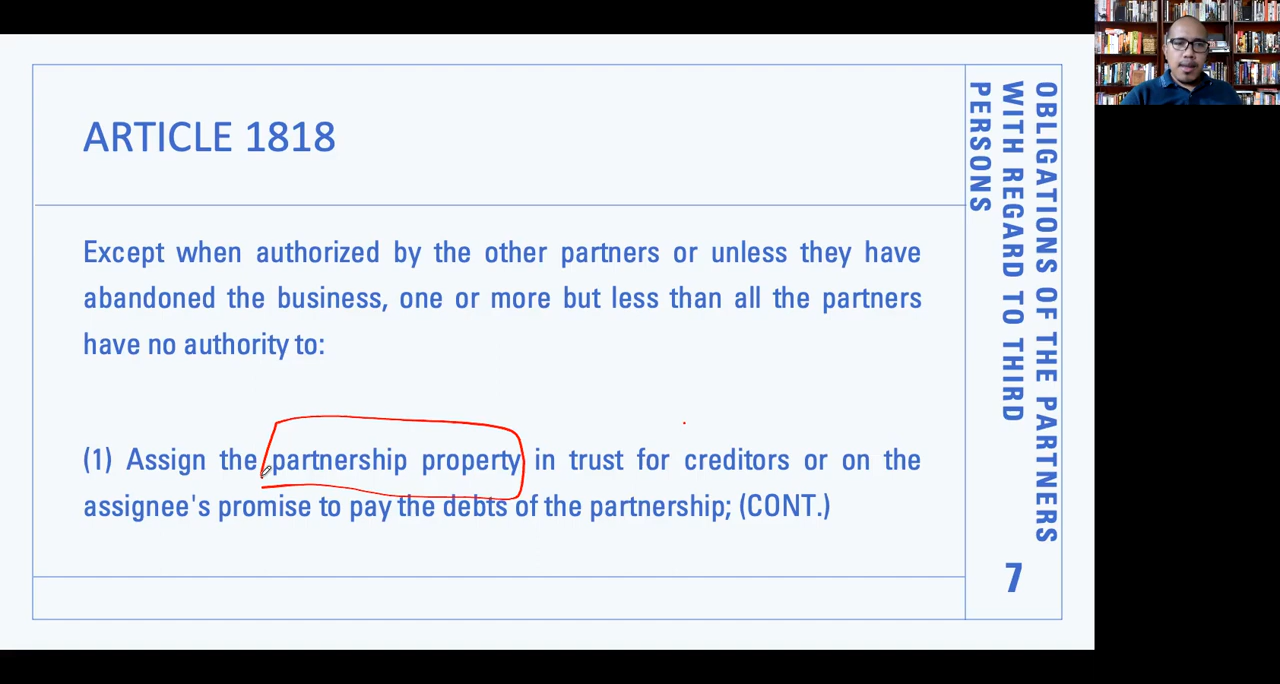 ARTICLE 1818
Except when authorized by the other partners or unless they have
abandoned the business, one or more but less than all the partners
have no authority to:
(1) Assign the partnership property in trust for creditors or on the
assignee's promise to pay the debts of the partnership; (CONT.)
OBLIGATIONS OF THE PARTNERS
WITH REGARD TO THIRD
PERSONS
7